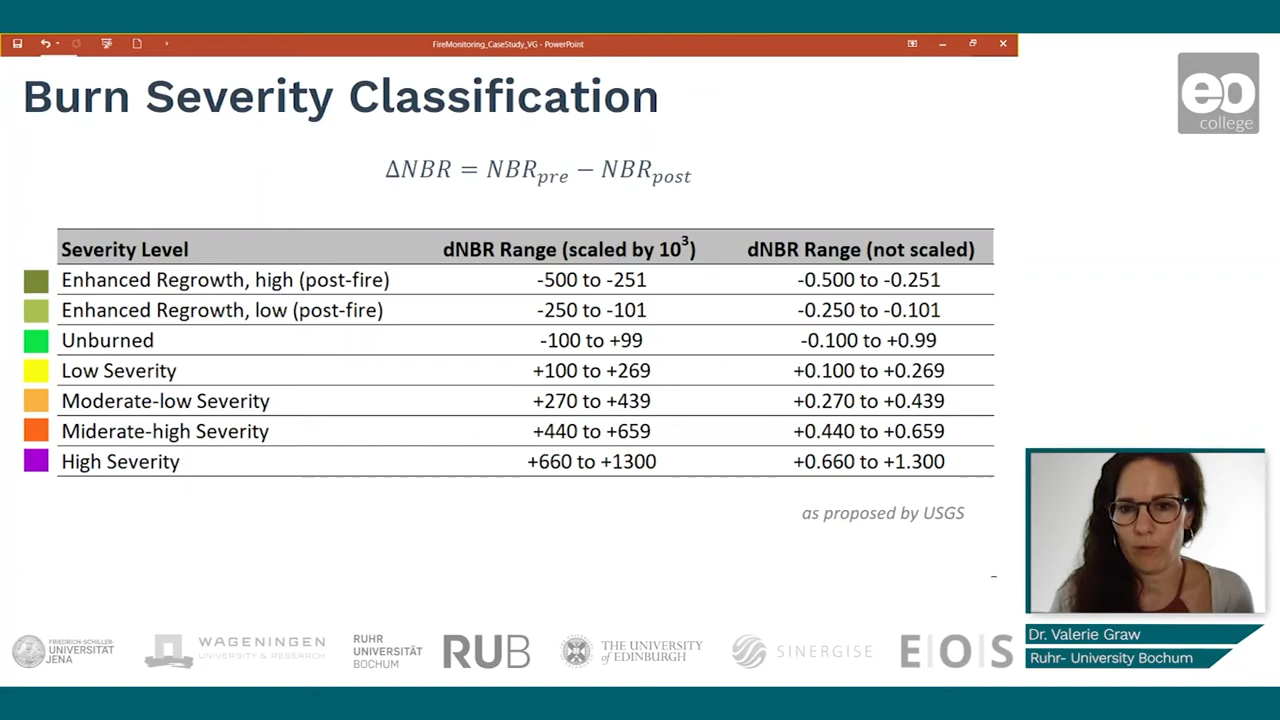 FireMonitoring_CaseStudy_VG - PowerPoint
Burn Severity Classification
eo
college
ΔNBR = NBRpre − NBRpost
Severity Level dNBR Range (scaled by 10³) dNBR Range (not scaled)
Enhanced Regrowth, high (post-fire) -500 to -251 -0.500 to -0.251
Enhanced Regrowth, low (post-fire) -250 to -101 -0.250 to -0.101
Unburned -100 to +99 -0.100 to +0.99
Low Severity +100 to +269 +0.100 to +0.269
Moderate-low Severity +270 to +439 +0.270 to +0.439
Miderate-high Severity +440 to +659 +0.440 to +0.659
High Severity +660 to +1300 +0.660 to +1.300
as proposed by USGS
Dr. Valerie Graw
Ruhr- University Bochum
FRIEDRICH-SCHILLER-
UNIVERSITÄT
JENA
WAGENINGEN
UNIVERSITY & RESEARCH
RUHR
UNIVERSITÄT
BOCHUM
RUB
THE UNIVERSITY
of EDINBURGH
SINERGISE
E|O|S